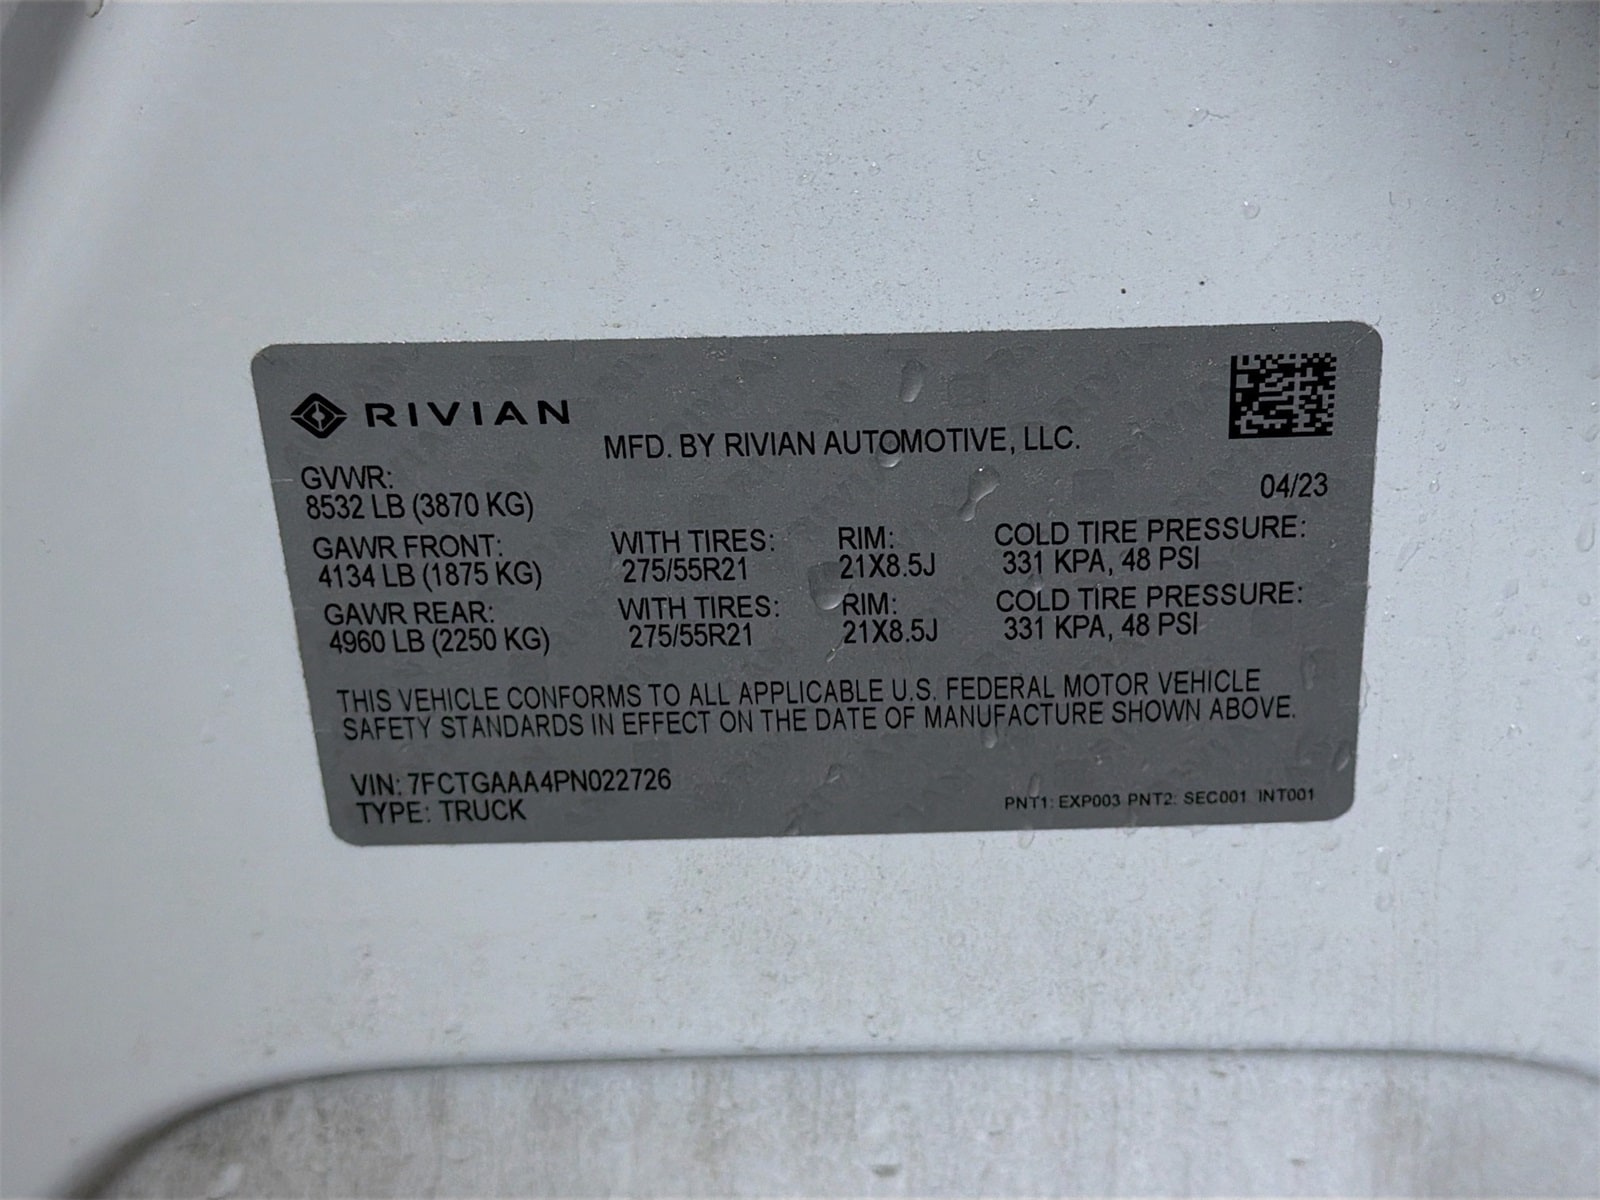 RIVIAN
MFD. BY RIVIAN AUTOMOTIVE, LLC.
GVWR:
8532 LB (3870 KG)
04/23
GAWR FRONT: WITH TIRES: RIM: COLD TIRE PRESSURE:
4134 LB (1875 KG) 275/55R21 21X8.5J 331 KPA, 48 PSI
GAWR REAR: WITH TIRES: RIM: COLD TIRE PRESSURE:
4960 LB (2250 KG) 275/55R21 21X8.5J 331 KPA, 48 PSI
THIS VEHICLE CONFORMS TO ALL APPLICABLE U.S. FEDERAL MOTOR VEHICLE
SAFETY STANDARDS IN EFFECT ON THE DATE OF MANUFACTURE SHOWN ABOVE.
VIN: 7FCTGAAA4PN022726
TYPE: TRUCK
PNT1: EXP003 PNT2: SEC001 INT001